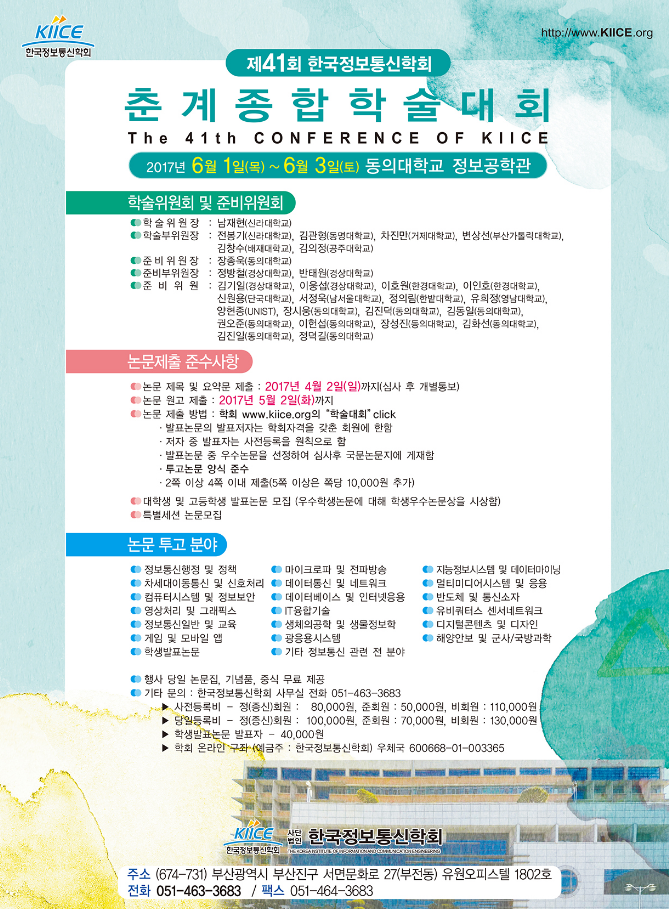 KIICE
한국정보통신학회
http://www.KIICE.org
제41회 한국정보통신학회
춘계종합학술대회
The 41th CONFERENCE OF KIICE
2017년 6월 1일(목) ~ 6월 3일(토) 동의대학교 정보공학관
학술위원회 및 준비위원회
학술위원장 : 남재현(신라대학교)
학술부위원장 : 전봉기(신라대학교), 김관형(동명대학교), 차진만(거제대학교), 변상선(부산가톨릭대학교),
김창수(배재대학교), 김의정(공주대학교)
준비위원장 : 장종욱(동의대학교)
준비부위원장 : 정방철(경상대학교), 반태원(경상대학교)
준비위원 : 김기일(경상대학교), 이웅섭(경상대학교), 이호원(한경대학교), 이인호(한경대학교),
신원용(단국대학교), 서정욱(남서울대학교), 정의림(한밭대학교), 유희정(영남대학교),
양현종(UNIST), 장시웅(동의대학교), 김진덕(동의대학교), 김동일(동의대학교),
권오준(동의대학교), 이현섭(동의대학교), 장성진(동의대학교), 김화선(동의대학교),
김진일(동의대학교), 정덕길(동의대학교)
논문제출 준수사항
논문 제목 및 요약문 제출 : 2017년 4월 2일(일)까지(심사 후 개별통보)
논문 원고 제출 : 2017년 5월 2일(화)까지
논문 제출 방법 : 학회 www.kiice.org의 "학술대회" click
· 발표논문의 발표저자는 학회자격을 갖춘 회원에 한함
· 저자 중 발표자는 사전등록을 원칙으로 함
· 발표논문 중 우수논문을 선정하여 심사후 국문논문지에 게재함
· 투고논문 양식 준수
· 2쪽 이상 4쪽 이내 제출(5쪽 이상은 쪽당 10,000원 추가)
대학생 및 고등학생 발표논문 모집 (우수학생논문에 대해 학생우수논문상을 시상함)
특별세션 논문모집
논문 투고 분야
정보통신행정 및 정책 마이크로파 및 전파방송 지능정보시스템 및 데이터마이닝
차세대이동통신 및 신호처리 데이터통신 및 네트워크 멀티미디어시스템 및 응용
컴퓨터시스템 및 정보보안 데이터베이스 및 인터넷응용 반도체 및 통신소자
영상처리 및 그래픽스 IT융합기술 유비쿼터스 센서네트워크
정보통신일반 및 교육 생체의공학 및 생물정보학 디지털콘텐츠 및 디자인
게임 및 모바일 앱 광응용시스템 해양안보 및 군사/국방과학
학생발표논문 기타 정보통신 관련 전 분야
행사 당일 논문집, 기념품, 중식 무료 제공
기타 문의 : 한국정보통신학회 사무실 전화 051-463-3683
▶ 사전등록비 - 정(종신)회원 : 80,000원, 준회원 : 50,000원, 비회원 : 110,000원
▶ 당일등록비 - 정(종신)회원 : 100,000원, 준회원 : 70,000원, 비회원 : 130,000원
▶ 학생발표논문 발표자 - 40,000원
▶ 학회 온라인 구좌 (예금주 : 한국정보통신학회) 우체국 600668-01-003365
KIICE
한국정보통신학회
사단법인 한국정보통신학회
THE KOREA INSTITUTE OF INFORMATION AND COMMUNICATION ENGINEERING
주소 (674-731) 부산광역시 부산진구 서면문화로 27(부전동) 유원오피스텔 1802호
전화 051-463-3683 / 팩스 051-464-3683